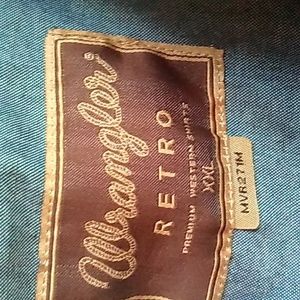 Wrangler
RETRO
PREMIUM WESTERN SHIRTS
XXL
MVR271M